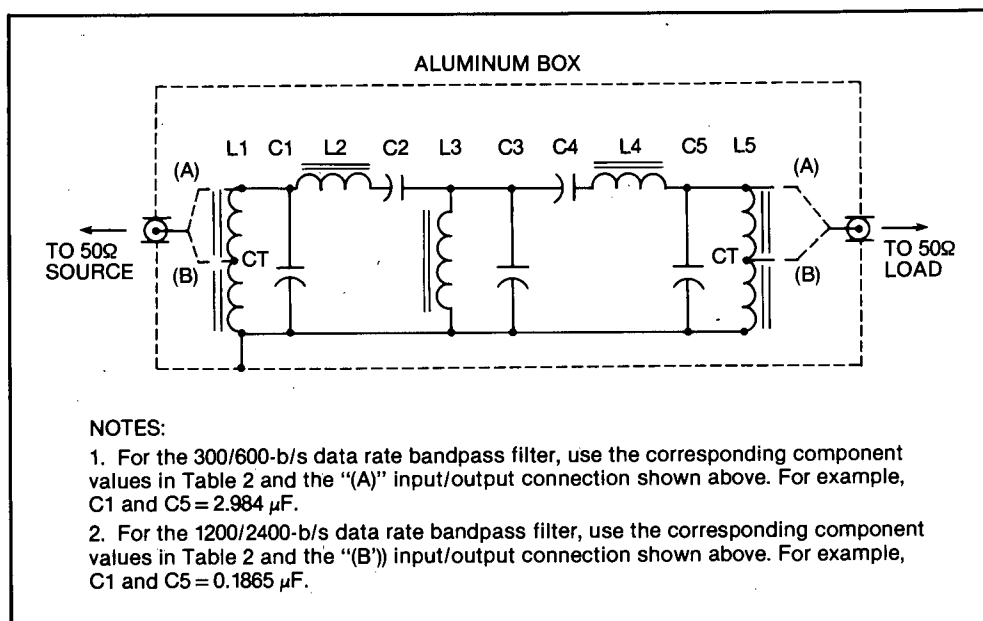 ALUMINUM BOX
L1 C1 L2 C2 L3 C3 C4 L4 C5 L5
(A) (A)
TO 50Ω SOURCE
CT
(B)
CT
(B)
TO 50Ω LOAD
NOTES:
1. For the 300/600-b/s data rate bandpass filter, use the corresponding component
values in Table 2 and the “(A)” input/output connection shown above. For example,
C1 and C5 = 2.984 μF.
2. For the 1200/2400-b/s data rate bandpass filter, use the corresponding component
values in Table 2 and the “(B’)) input/output connection shown above. For example,
C1 and C5 = 0.1865 μF.